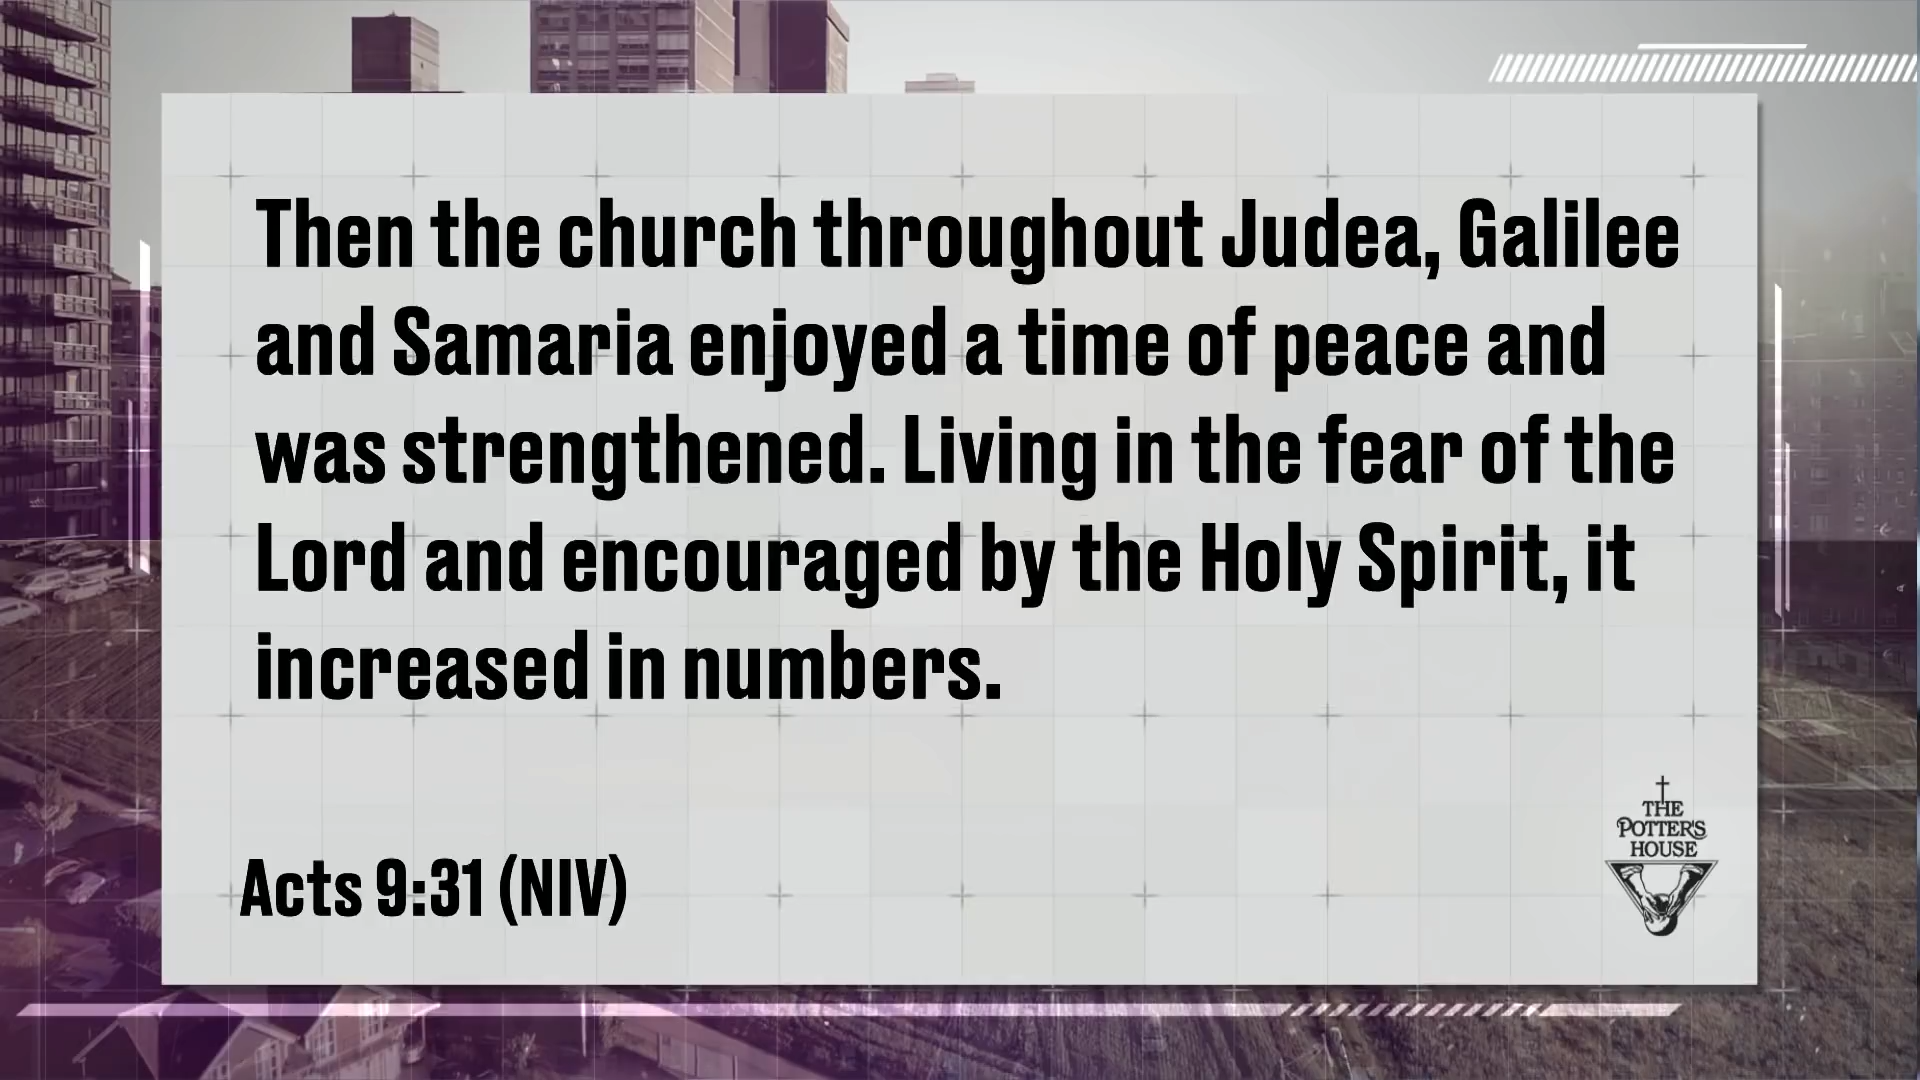 Then the church throughout Judea, Galilee
and Samaria enjoyed a time of peace and
was strengthened. Living in the fear of the
Lord and encouraged by the Holy Spirit, it
increased in numbers.
Acts 9:31 (NIV)
THE
POTTER'S
HOUSE